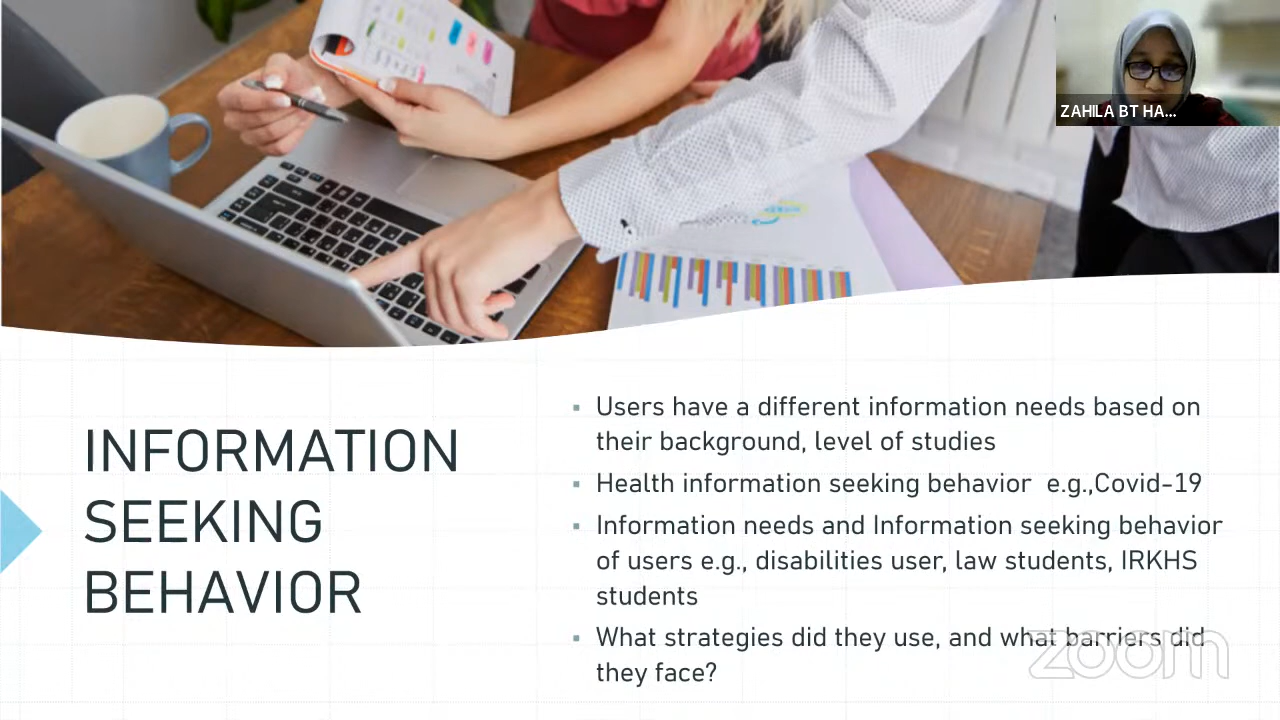 ZAHILA BT HA...
INFORMATION
SEEKING
BEHAVIOR
▪ Users have a different information needs based on
their background, level of studies
▪ Health information seeking behavior e.g.,Covid-19
▪ Information needs and Information seeking behavior
of users e.g., disabilities user, law students, IRKHS
students
▪ What strategies did they use, and what barriers did
they face?
zoom